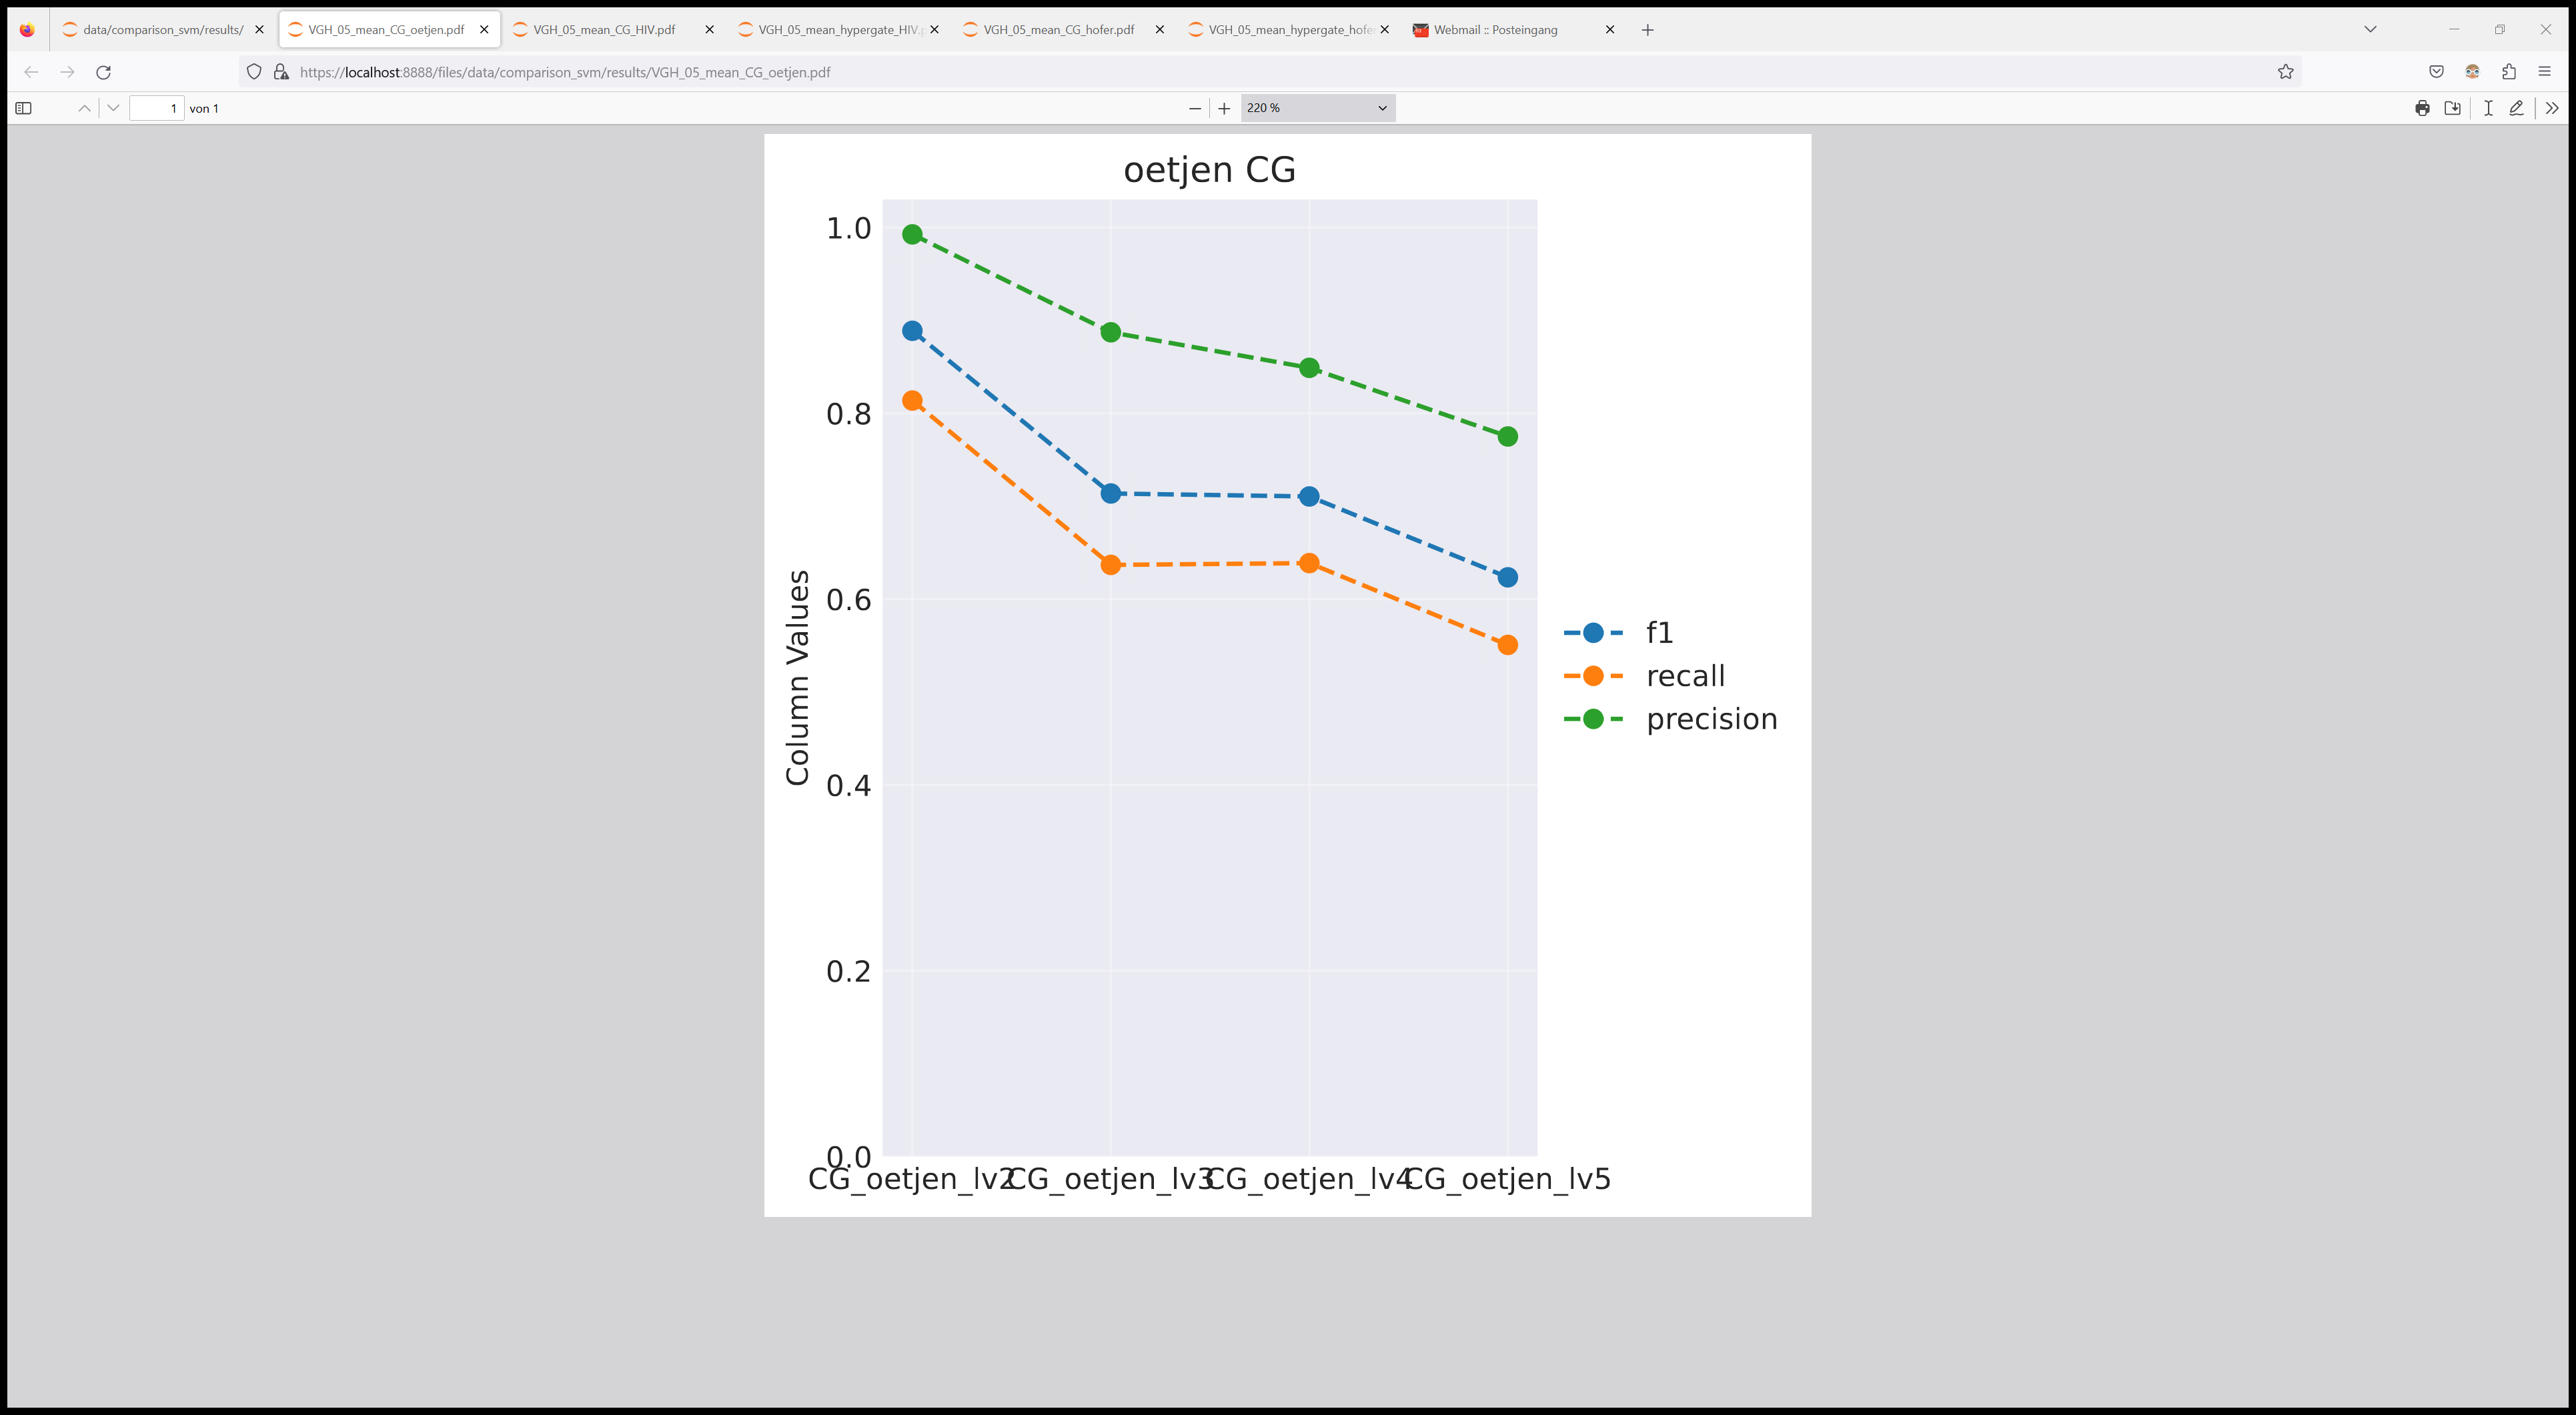 data/comparison_svm/results/
VGH_05_mean_CG_oetjen.pdf
VGH_05_mean_CG_HIV.pdf
VGH_05_mean_hypergate_HIV.p
VGH_05_mean_CG_hofer.pdf
VGH_05_mean_hypergate_hofe
Webmail :: Posteingang
https://localhost:8888/files/data/comparison_svm/results/VGH_05_mean_CG_oetjen.pdf
1 von 1
220 %
oetjen CG
1.0
0.8
0.6
0.4
0.2
0.0
Column Values
f1
recall
precision
CG_oetjen_lv2
CG_oetjen_lv3
CG_oetjen_lv4
CG_oetjen_lv5